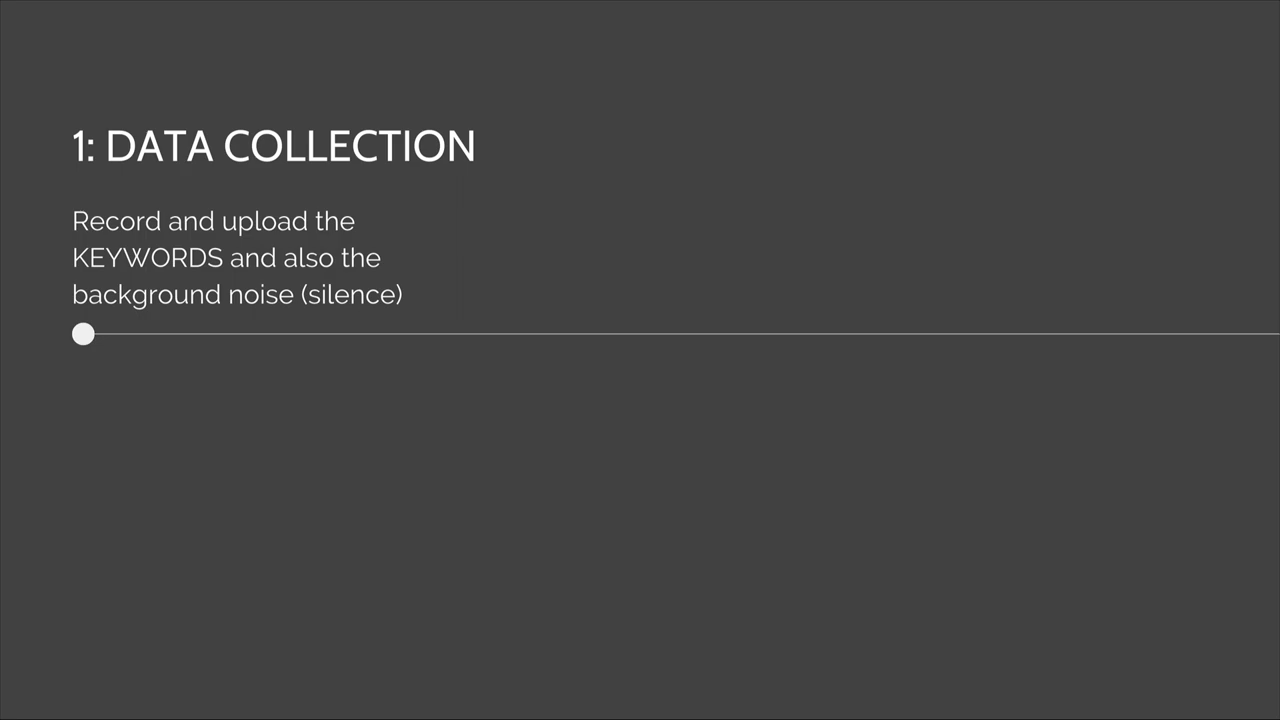 1: DATA COLLECTION
Record and upload the
KEYWORDS and also the
background noise (silence)